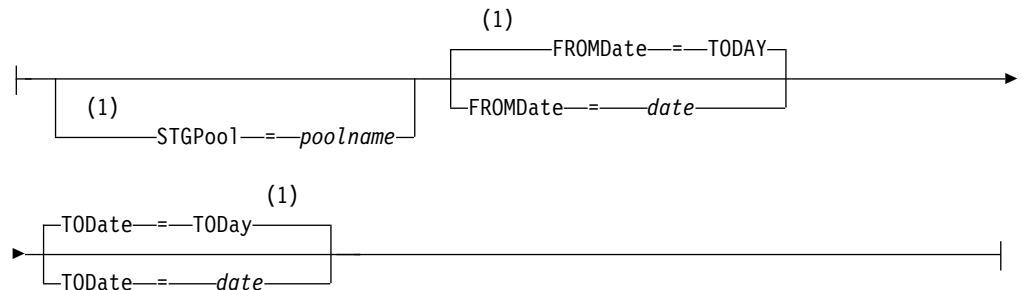 (1)
FROMDate = TODAY
(1)
FROMDate = date
STGPool = poolname
(1)
TODate = TODay
TODate = date